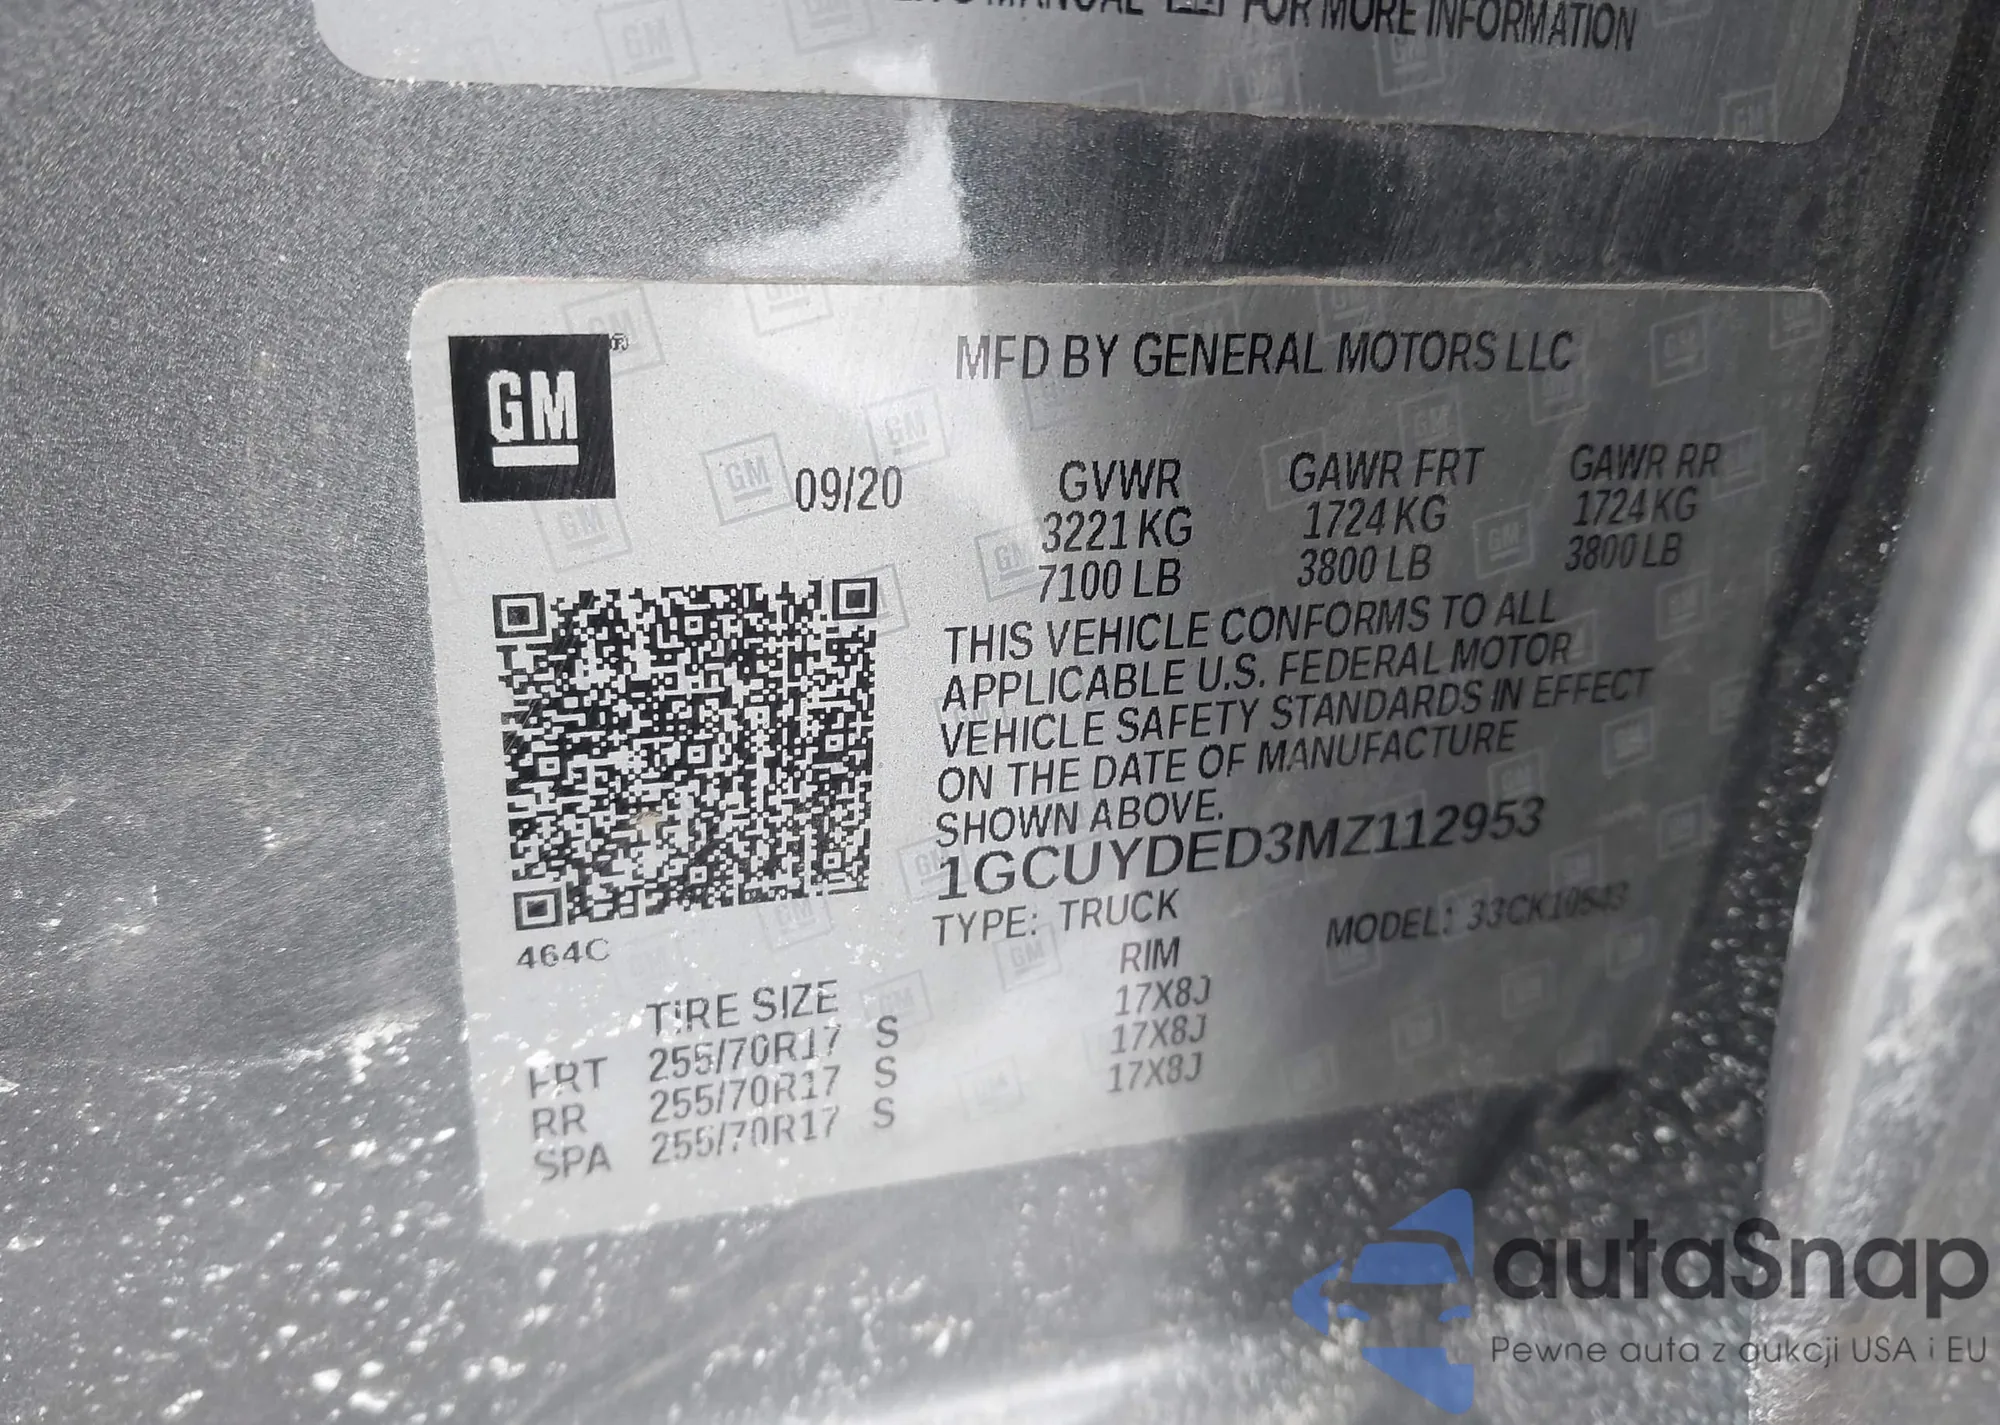 MANUAL FOR MORE INFORMATION
GM
MFD BY GENERAL MOTORS LLC
09/20
GVWR GAWR FRT GAWR RR
3221 KG 1724 KG 1724 KG
7100 LB 3800 LB 3800 LB
THIS VEHICLE CONFORMS TO ALL
APPLICABLE U.S. FEDERAL MOTOR
VEHICLE SAFETY STANDARDS IN EFFECT
ON THE DATE OF MANUFACTURE
SHOWN ABOVE.
1GCUYDED3MZ112953
TYPE: TRUCK MODEL: 33CK10543
464C
TIRE SIZE RIM
FRT 255/70R17 S 17X8J
RR 255/70R17 S 17X8J
SPA 255/70R17 S 17X8J
autaSnap
Pewne auta z aukcji USA i EU